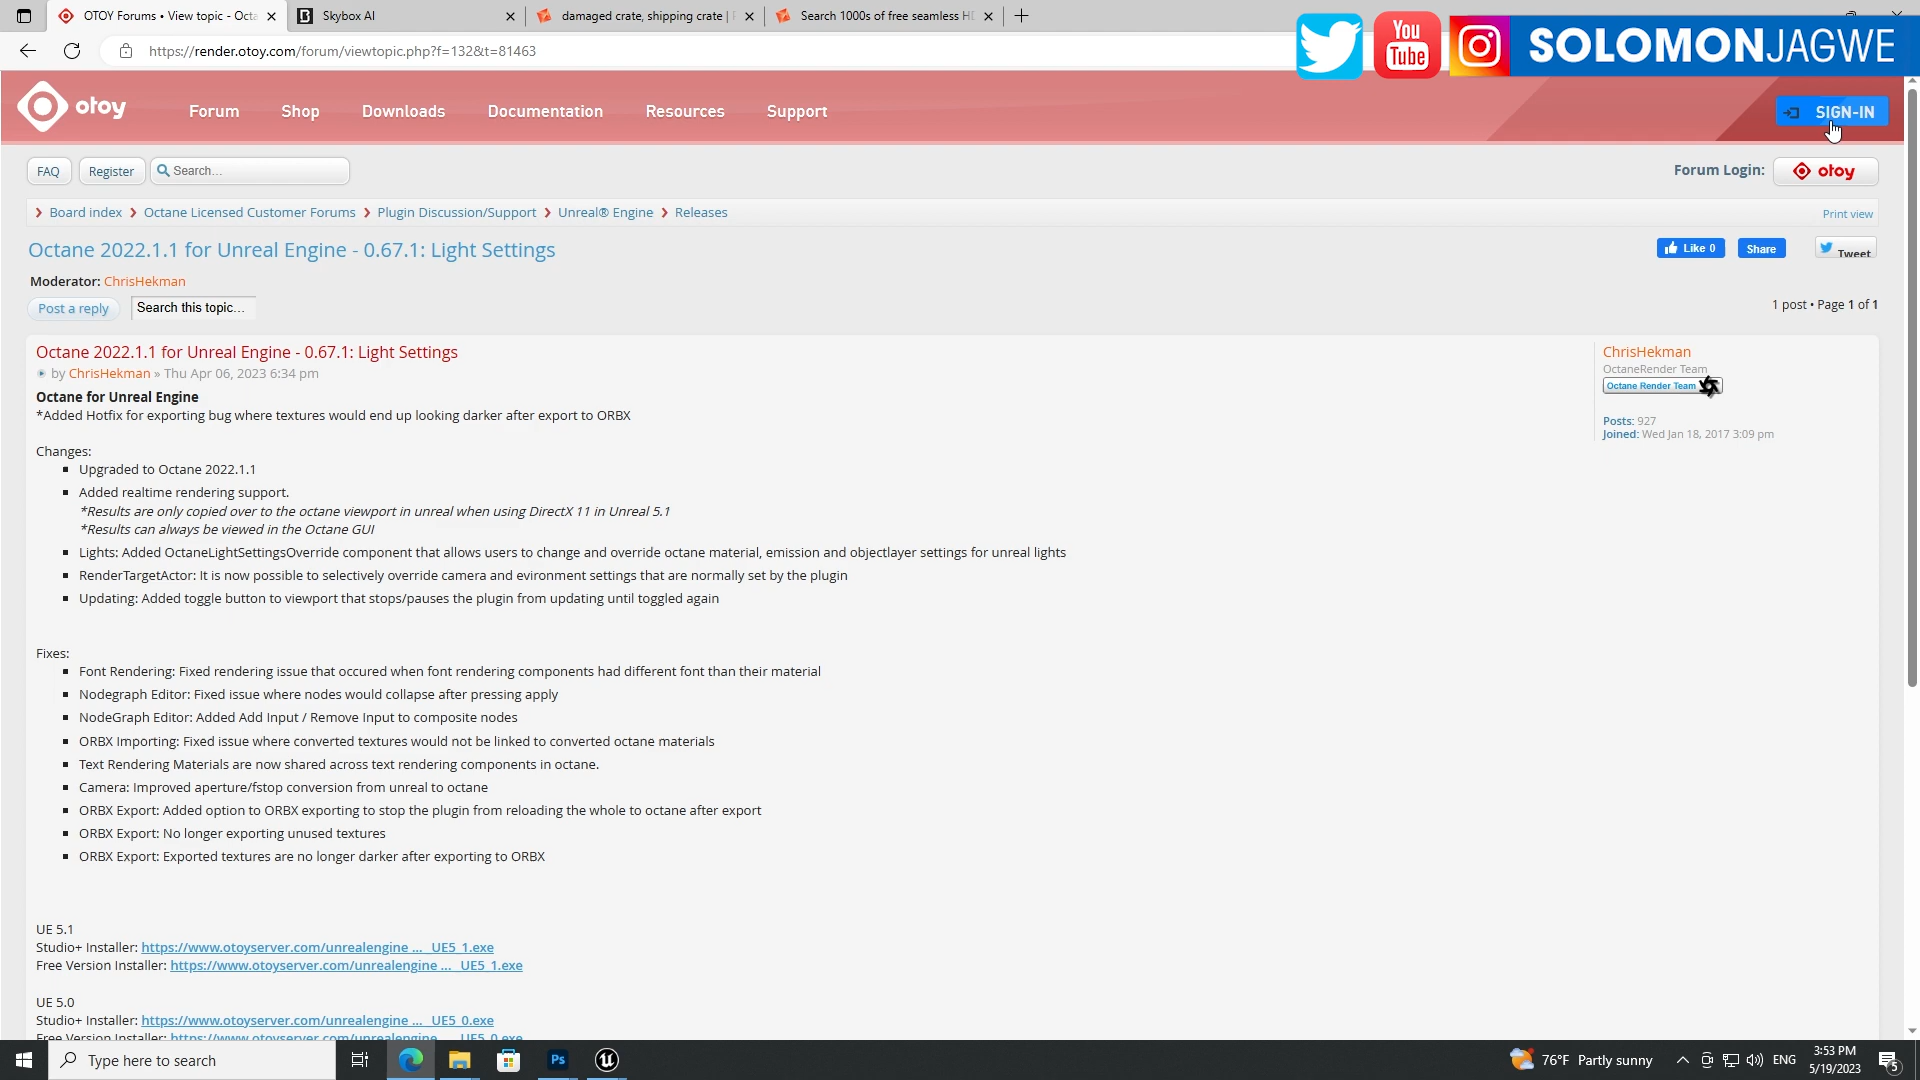 OTOY Forums • View topic - Octa
Skybox AI
damaged crate, shipping crate |
Search 1000s of free seamless HD
https://render.otoy.com/forum/viewtopic.php?f=132&t=81463
You
Tube
SOLOMONJAGWE
otoy
Forum
Shop
Downloads
Documentation
Resources
Support
SIGN-IN
FAQ
Register
Search…
Forum Login:
otoy
Board index
Octane Licensed Customer Forums
Plugin Discussion/Support
Unreal® Engine
Releases
Print view
Octane 2022.1.1 for Unreal Engine - 0.67.1: Light Settings
Like 0
Share
Tweet
Moderator: ChrisHekman
Post a reply
Search this topic…
1 post • Page 1 of 1
Octane 2022.1.1 for Unreal Engine - 0.67.1: Light Settings
by ChrisHekman » Thu Apr 06, 2023 6:34 pm
ChrisHekman
OctaneRender Team
Octane Render Team
Posts: 927
Joined: Wed Jan 18, 2017 3:09 pm
Octane for Unreal Engine
*Added Hotfix for exporting bug where textures would end up looking darker after export to ORBX
Changes:
Upgraded to Octane 2022.1.1
Added realtime rendering support.
*Results are only copied over to the octane viewport in unreal when using DirectX 11 in Unreal 5.1
*Results can always be viewed in the Octane GUI
Lights: Added OctaneLightSettingsOverride component that allows users to change and override octane material, emission and objectlayer settings for unreal lights
RenderTargetActor: It is now possible to selectively override camera and evironment settings that are normally set by the plugin
Updating: Added toggle button to viewport that stops/pauses the plugin from updating until toggled again
Fixes:
Font Rendering: Fixed rendering issue that occured when font rendering components had different font than their material
Nodegraph Editor: Fixed issue where nodes would collapse after pressing apply
NodeGraph Editor: Added Add Input / Remove Input to composite nodes
ORBX Importing: Fixed issue where converted textures would not be linked to converted octane materials
Text Rendering Materials are now shared across text rendering components in octane.
Camera: Improved aperture/fstop conversion from unreal to octane
ORBX Export: Added option to ORBX exporting to stop the plugin from reloading the whole to octane after export
ORBX Export: No longer exporting unused textures
ORBX Export: Exported textures are no longer darker after exporting to ORBX
UE 5.1
Studio+ Installer: https://www.otoyserver.com/unrealengine ... _UE5_1.exe
Free Version Installer: https://www.otoyserver.com/unrealengine ... _UE5_1.exe
UE 5.0
Studio+ Installer: https://www.otoyserver.com/unrealengine ... _UE5_0.exe
Free Version Installer: https://www.otoyserver.com/unrealengine ... _UE5_0.exe
Type here to search
Ps
76°F Partly sunny
ENG
3:53 PM
5/19/2023
5